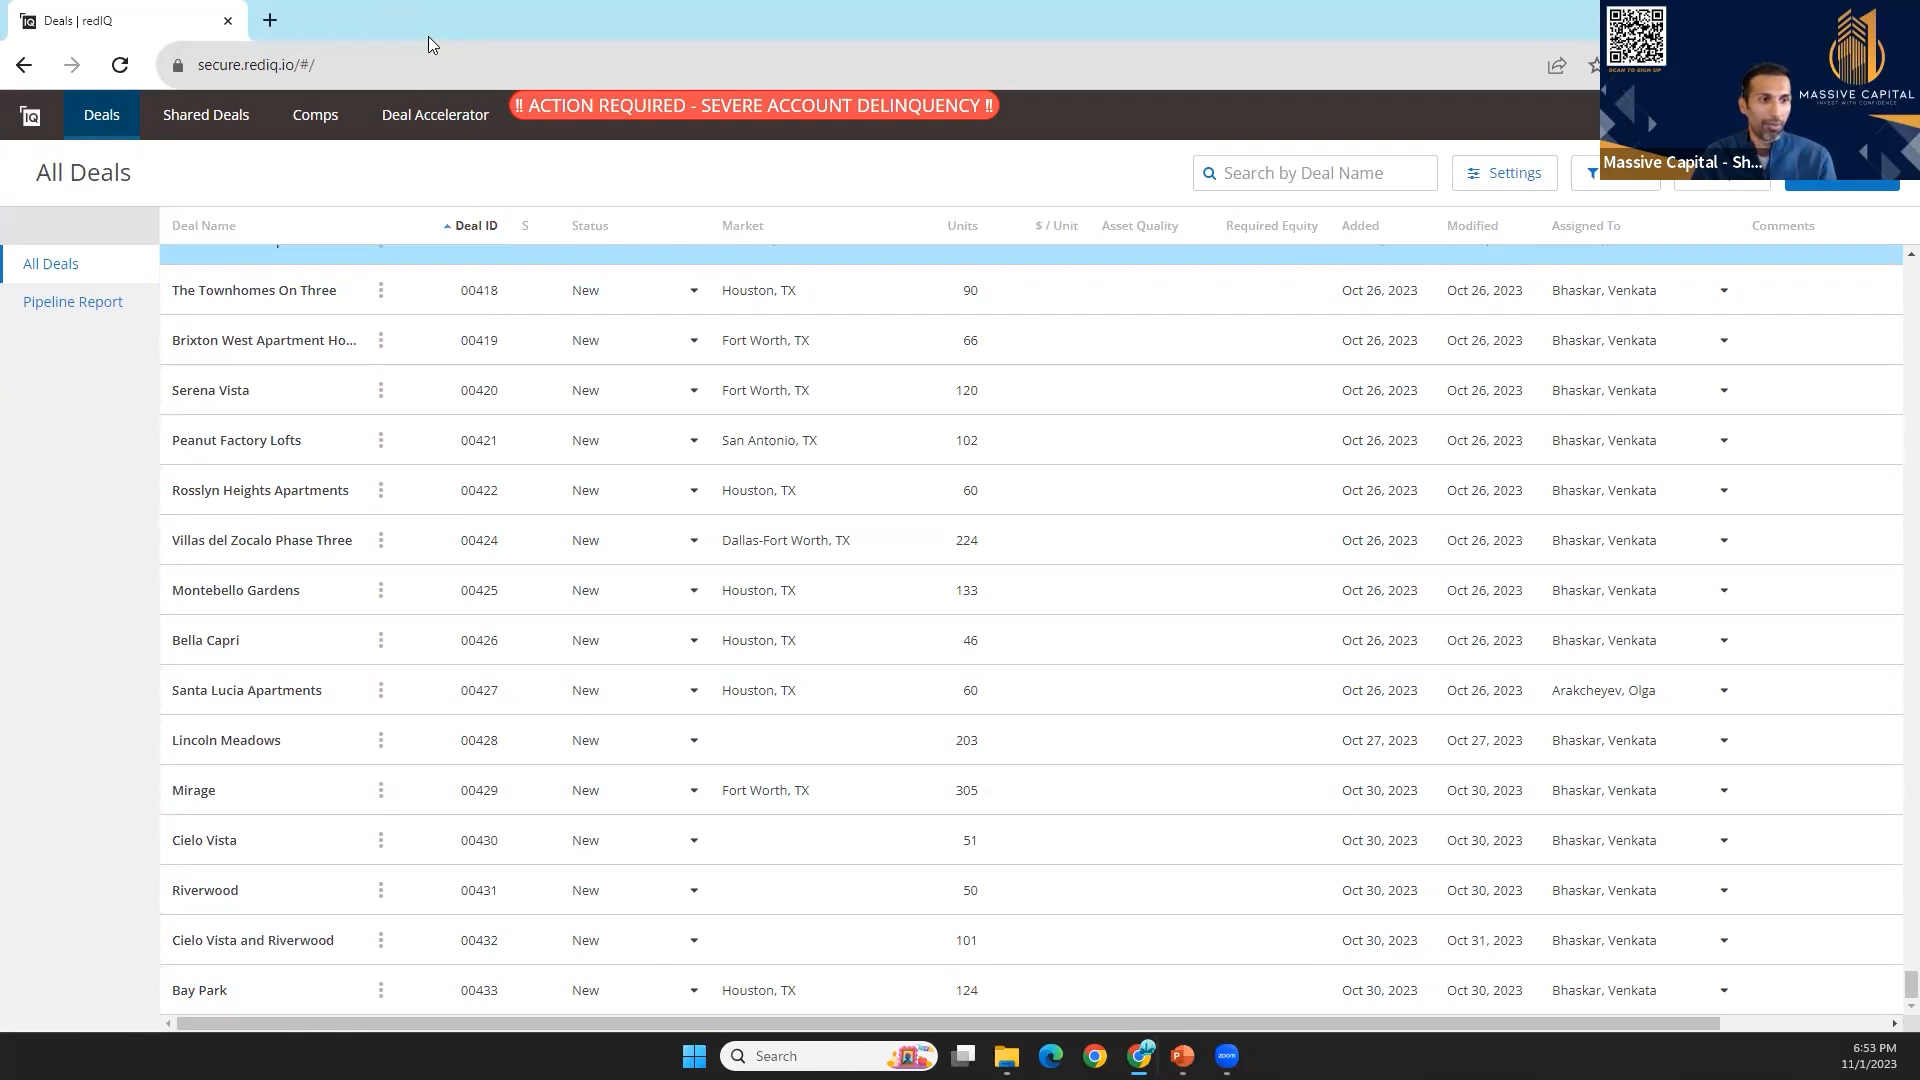 Deals | redIQ
secure.rediq.io/#/
SCAN TO SIGN UP
MASSIVE CAPITAL
INVEST WITH CONFIDENCE
Massive Capital - Sh...
IQ Deals Shared Deals Comps Deal Accelerator !! ACTION REQUIRED - SEVERE ACCOUNT DELINQUENCY !!
All Deals Search by Deal Name Settings
Deal Name Deal ID S Status Market Units $ / Unit Asset Quality Required Equity Added Modified Assigned To Comments
All Deals
Pipeline Report
The Townhomes On Three 00418 New Houston, TX 90 Oct 26, 2023 Oct 26, 2023 Bhaskar, Venkata
Brixton West Apartment Ho... 00419 New Fort Worth, TX 66 Oct 26, 2023 Oct 26, 2023 Bhaskar, Venkata
Serena Vista 00420 New Fort Worth, TX 120 Oct 26, 2023 Oct 26, 2023 Bhaskar, Venkata
Peanut Factory Lofts 00421 New San Antonio, TX 102 Oct 26, 2023 Oct 26, 2023 Bhaskar, Venkata
Rosslyn Heights Apartments 00422 New Houston, TX 60 Oct 26, 2023 Oct 26, 2023 Bhaskar, Venkata
Villas del Zocalo Phase Three 00424 New Dallas-Fort Worth, TX 224 Oct 26, 2023 Oct 26, 2023 Bhaskar, Venkata
Montebello Gardens 00425 New Houston, TX 133 Oct 26, 2023 Oct 26, 2023 Bhaskar, Venkata
Bella Capri 00426 New Houston, TX 46 Oct 26, 2023 Oct 26, 2023 Bhaskar, Venkata
Santa Lucia Apartments 00427 New Houston, TX 60 Oct 26, 2023 Oct 26, 2023 Arakcheyev, Olga
Lincoln Meadows 00428 New 203 Oct 27, 2023 Oct 27, 2023 Bhaskar, Venkata
Mirage 00429 New Fort Worth, TX 305 Oct 30, 2023 Oct 30, 2023 Bhaskar, Venkata
Cielo Vista 00430 New 51 Oct 30, 2023 Oct 30, 2023 Bhaskar, Venkata
Riverwood 00431 New 50 Oct 30, 2023 Oct 30, 2023 Bhaskar, Venkata
Cielo Vista and Riverwood 00432 New 101 Oct 30, 2023 Oct 31, 2023 Bhaskar, Venkata
Bay Park 00433 New Houston, TX 124 Oct 30, 2023 Oct 30, 2023 Bhaskar, Venkata
Search zoom 6:53 PM
11/1/2023